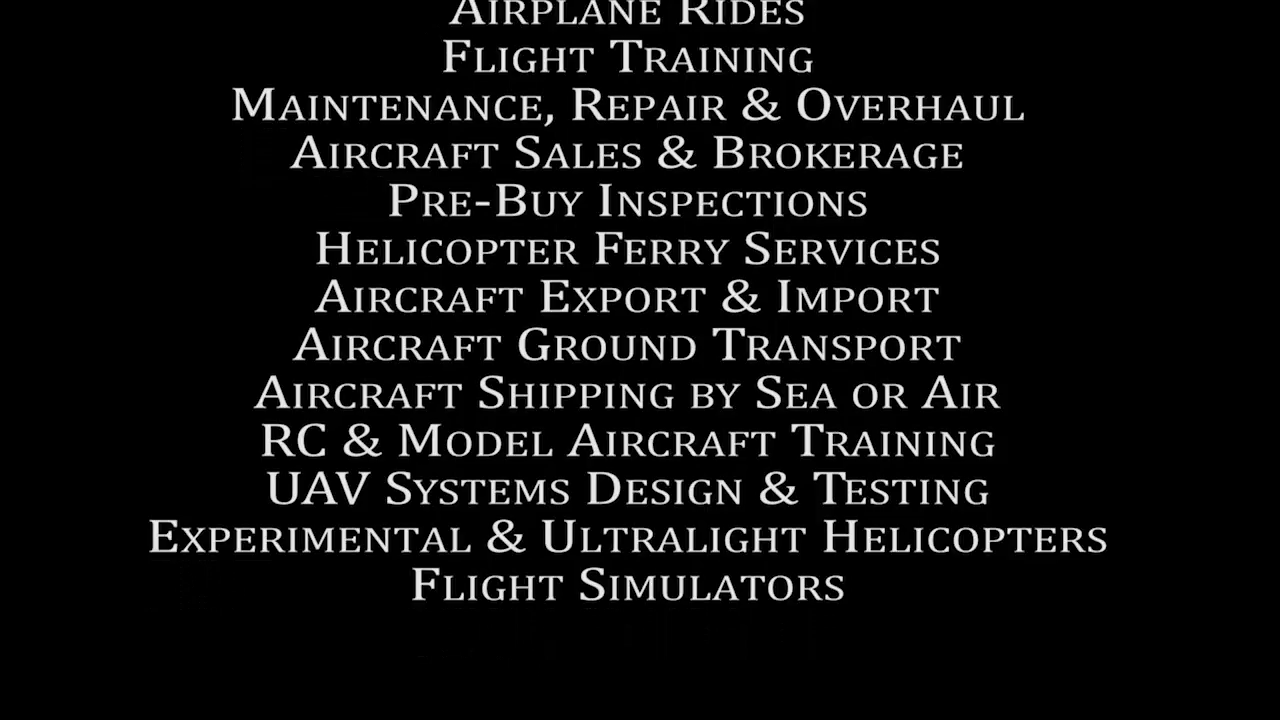 Airplane Rides
Flight Training
Maintenance, Repair & Overhaul
Aircraft Sales & Brokerage
Pre-Buy Inspections
Helicopter Ferry Services
Aircraft Export & Import
Aircraft Ground Transport
Aircraft Shipping by Sea or Air
RC & Model Aircraft Training
UAV Systems Design & Testing
Experimental & Ultralight Helicopters
Flight Simulators